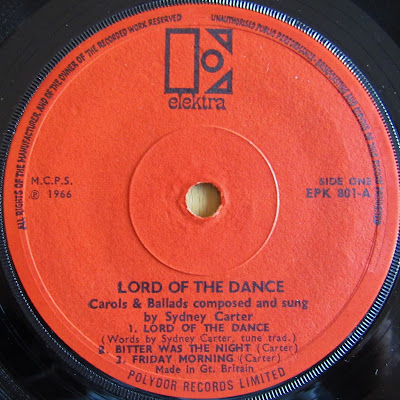 ALL RIGHTS OF THE MANUFACTURER, AND OF THE OWNER OF THE RECORDED WORK RESERVED
UNAUTHORISED PUBLIC PERFORMANCE,
elektra
M.C.P.S.
Ⓟ 1966
SIDE ONE
EPK 801-A
LORD OF THE DANCE
Carols & Ballads composed and sung
by Sydney Carter
1. LORD OF THE DANCE
(Words by Sydney Carter, tune trad.)
2. BITTER WAS THE NIGHT (Carter)
3. FRIDAY MORNING (Carter)
Made in Gt. Britain
POLYDOR RECORDS LIMITED